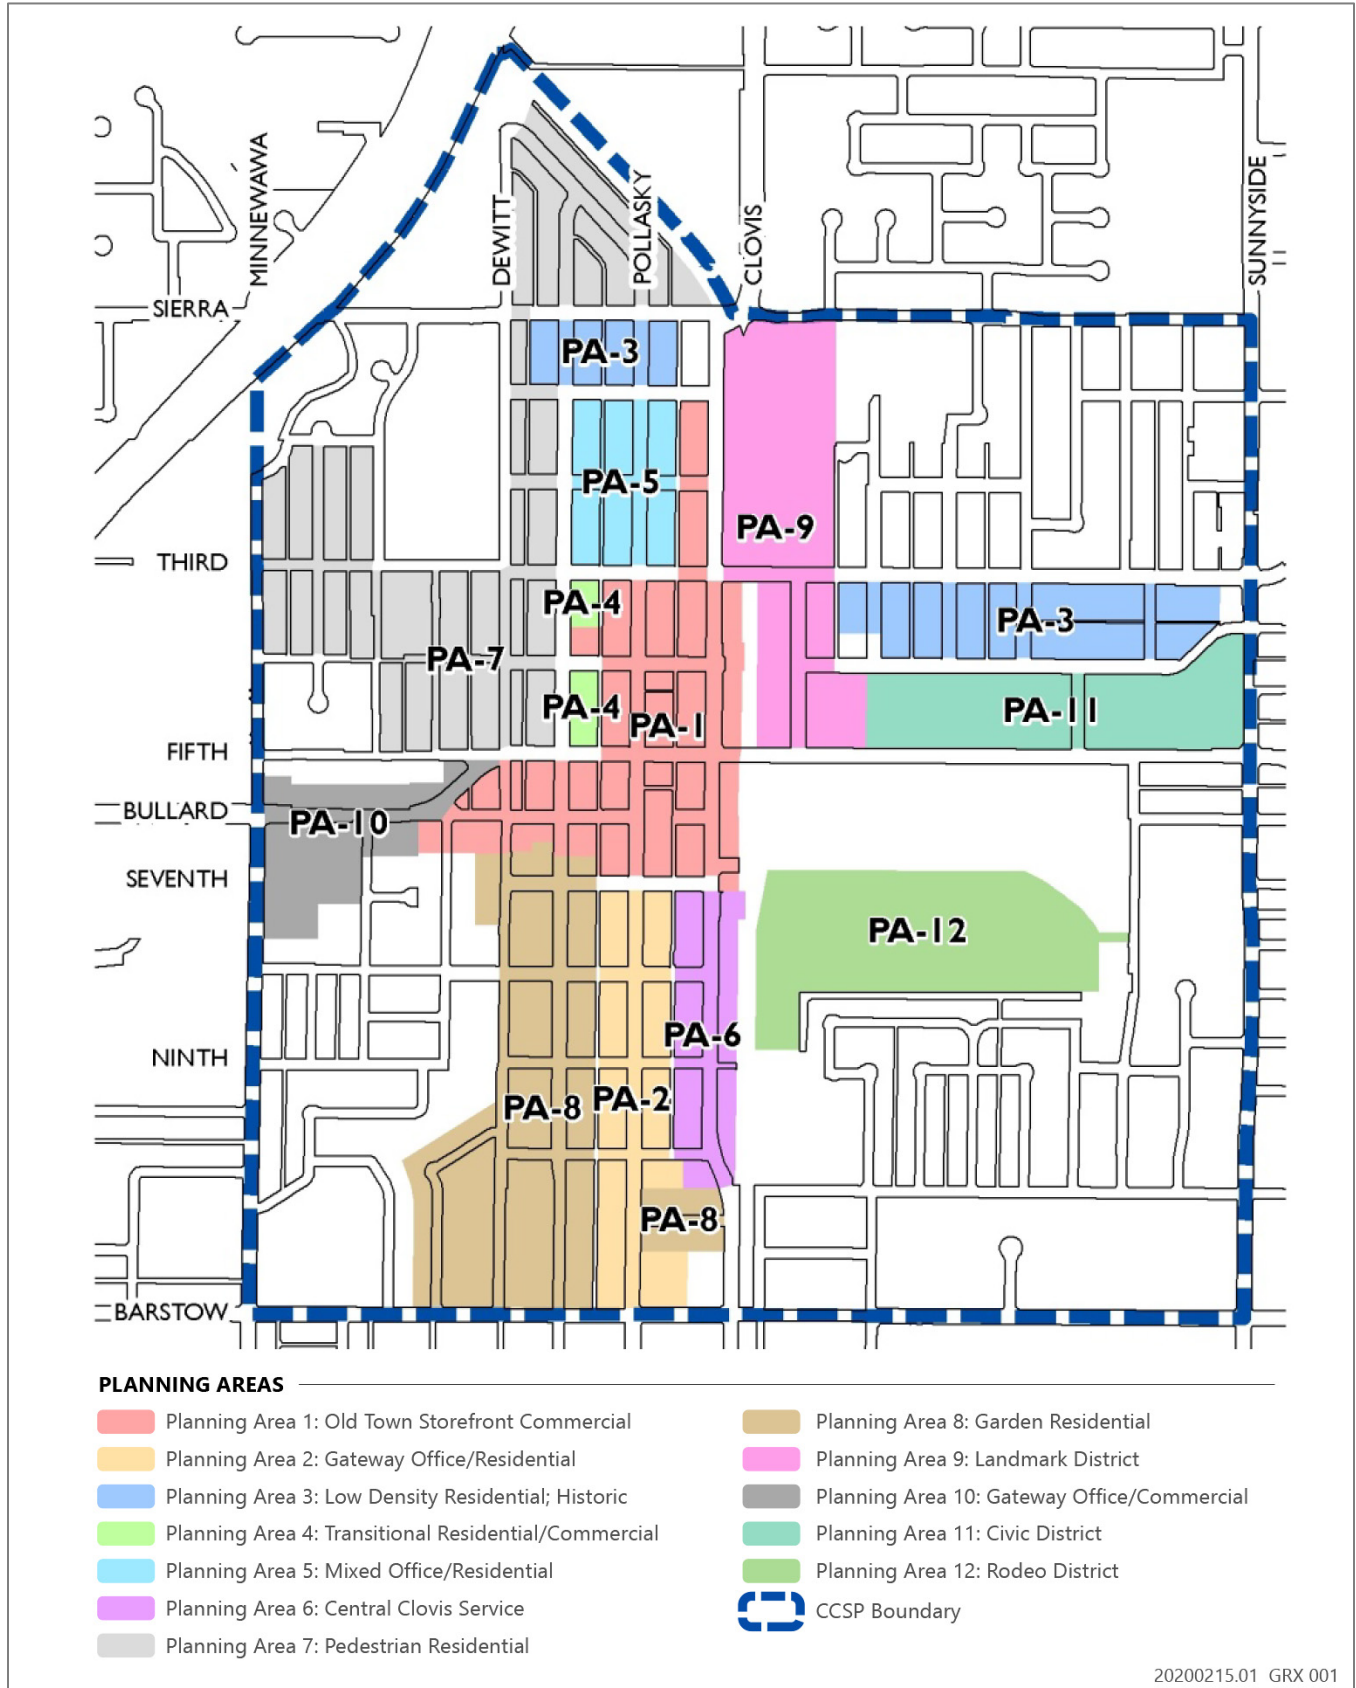 MINNEWAWA
DEWITT
POLLASKY
CLOVIS
SUNNYSIDE
SIERRA
PA-3
PA-5
PA-9
THIRD
PA-4
PA-3
PA-7
PA-4
PA-1
PA-11
FIFTH
BULLARD
PA-10
SEVENTH
PA-12
PA-6
NINTH
PA-8
PA-2
PA-8
BARSTOW
PLANNING AREAS
Planning Area 1: Old Town Storefront Commercial
Planning Area 2: Gateway Office/Residential
Planning Area 3: Low Density Residential; Historic
Planning Area 4: Transitional Residential/Commercial
Planning Area 5: Mixed Office/Residential
Planning Area 6: Central Clovis Service
Planning Area 7: Pedestrian Residential
Planning Area 8: Garden Residential
Planning Area 9: Landmark District
Planning Area 10: Gateway Office/Commercial
Planning Area 11: Civic District
Planning Area 12: Rodeo District
CCSP Boundary
20200215.01 GRX 001